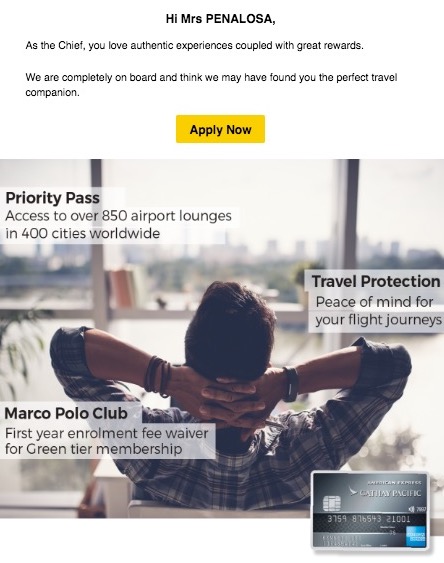 Hi Mrs PENALOSA,
As the Chief, you love authentic experiences coupled with great rewards.
We are completely on board and think we may have found you the perfect travel
companion.
Apply Now
Priority Pass
Access to over 850 airport lounges
in 400 cities worldwide
Travel Protection
Peace of mind for
your flight journeys
Marco Polo Club
First year enrolment fee waiver
for Green tier membership
AMERICAN EXPRESS
CATHAY PACIFIC
3759 876543 21001